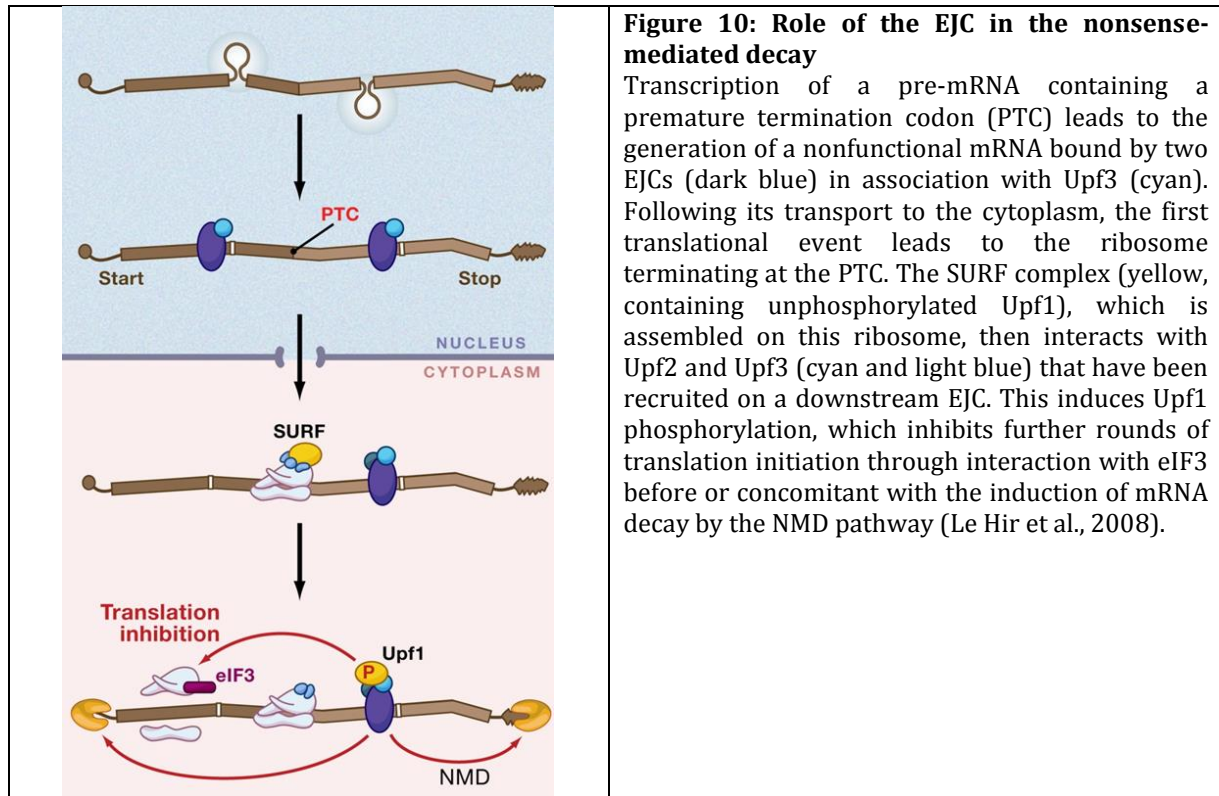 PTC
Start
Stop
NUCLEUS
CYTOPLASM
SURF
Translation
inhibition
Upf1
P
eIF3
NMD
Figure 10: Role of the EJC in the nonsense-
mediated decay
Transcription of a pre-mRNA containing a
premature termination codon (PTC) leads to the
generation of a nonfunctional mRNA bound by two
EJCs (dark blue) in association with Upf3 (cyan).
Following its transport to the cytoplasm, the first
translational event leads to the ribosome
terminating at the PTC. The SURF complex (yellow,
containing unphosphorylated Upf1), which is
assembled on this ribosome, then interacts with
Upf2 and Upf3 (cyan and light blue) that have been
recruited on a downstream EJC. This induces Upf1
phosphorylation, which inhibits further rounds of
translation initiation through interaction with eIF3
before or concomitant with the induction of mRNA
decay by the NMD pathway (Le Hir et al., 2008).